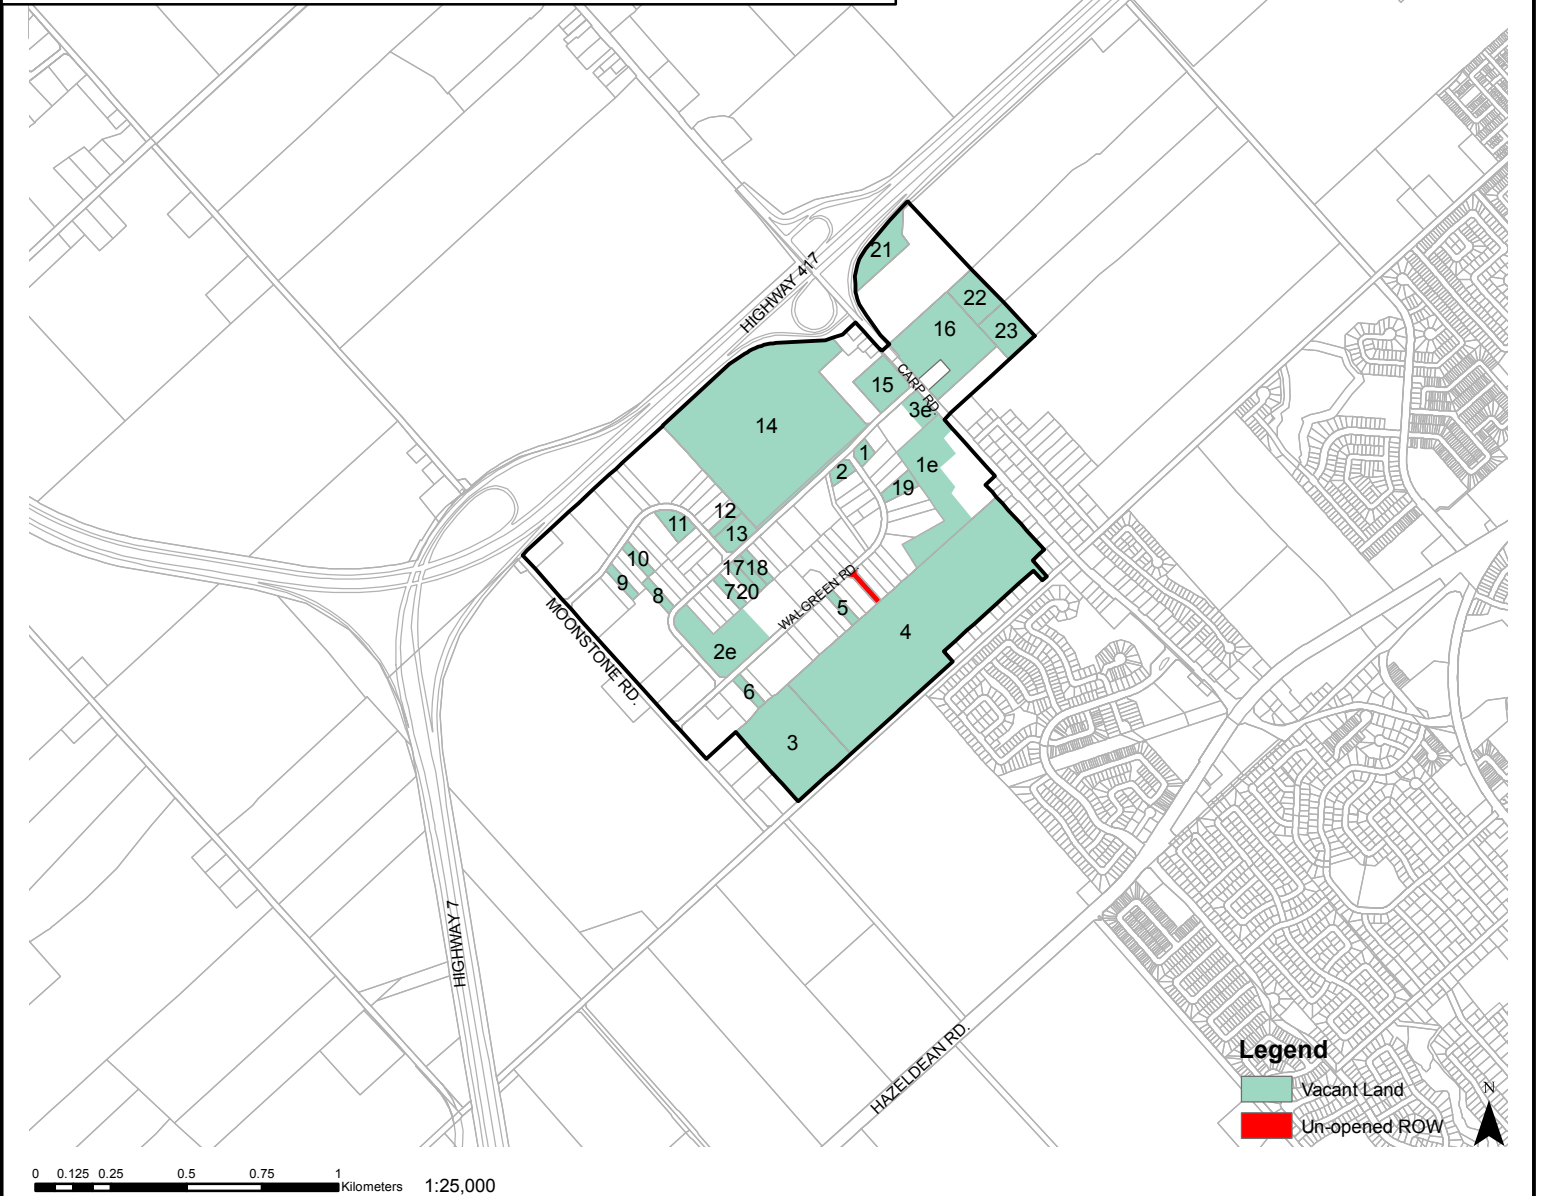 21
HIGHWAY 417
22
16
23
15
CARP RD.
3e
14
1
2
1e
19
12
11
13
10
1718
9
8
720
WALGREEN RD.
5
4
MOONSTONE RD.
2e
6
3
HIGHWAY 7
HAZELDEAN RD.
Legend
Vacant Land
Un-opened ROW
N
0 0.125 0.25 0.5 0.75 1
Kilometers 1:25,000